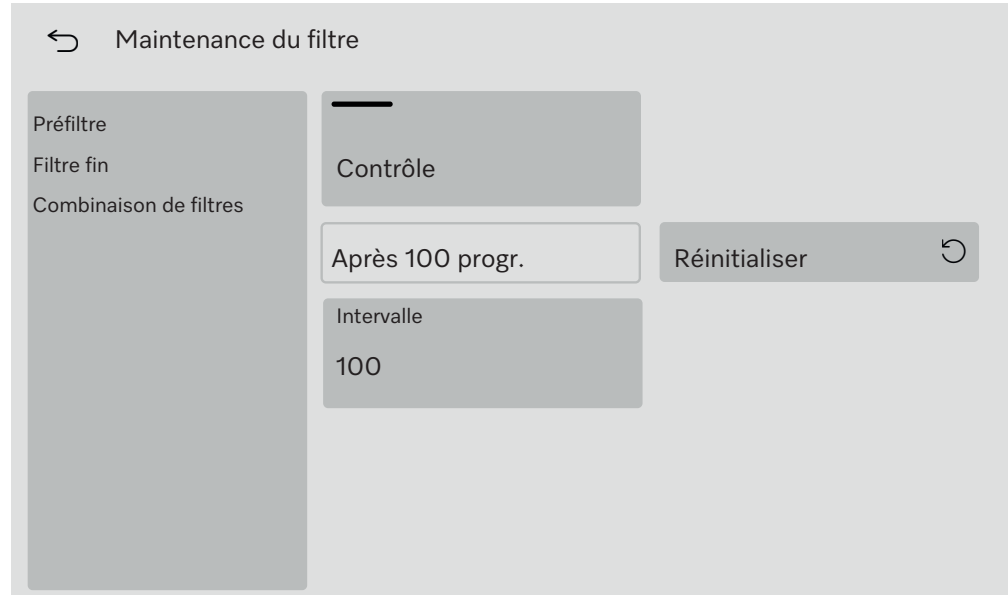 Maintenance du filtre
Préfiltre
Filtre fin
Combinaison de filtres
Contrôle
Après 100 progr.
Réinitialiser
Intervalle
100